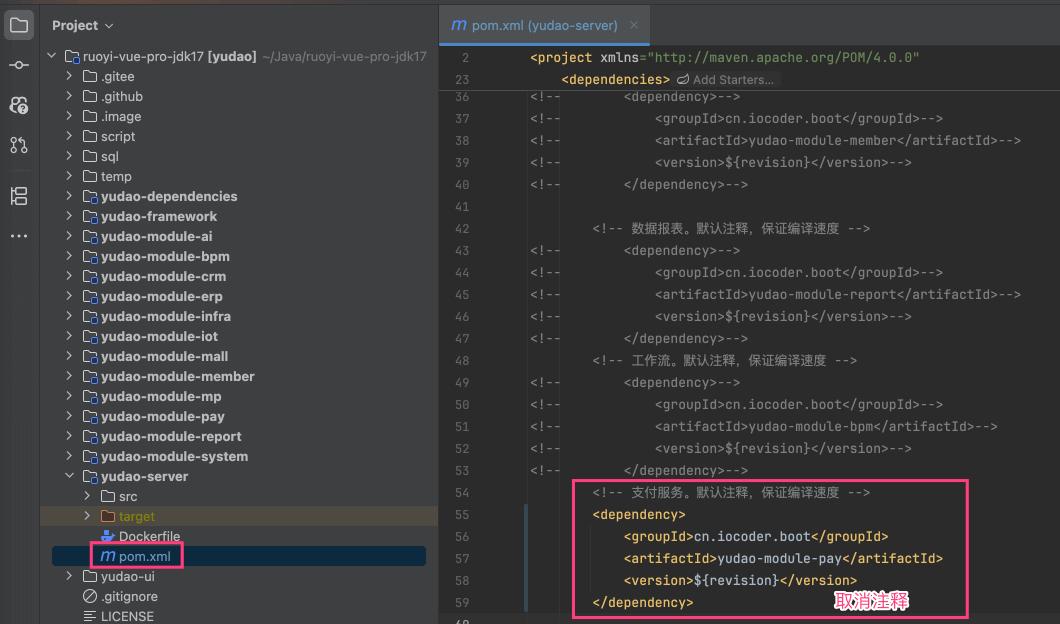 Project
ruoyi-vue-pro-jdk17 [yudao] ~/Java/ruoyi-vue-pro-jdk17
.gitee
.github
.image
script
sql
temp
yudao-dependencies
yudao-framework
yudao-module-ai
yudao-module-bpm
yudao-module-crm
yudao-module-erp
yudao-module-infra
yudao-module-iot
yudao-module-mall
yudao-module-member
yudao-module-mp
yudao-module-pay
yudao-module-report
yudao-module-system
yudao-server
src
target
Dockerfile
m pom.xml
yudao-ui
.gitignore
LICENSE
m pom.xml (yudao-server)
2 <project xmlns="http://maven.apache.org/POM/4.0.0"
23 <dependencies> Add Starters...
36 <!-- <dependency>-->
37 <!-- <groupId>cn.iocoder.boot</groupId>-->
38 <!-- <artifactId>yudao-module-member</artifactId>-->
39 <!-- <version>${revision}</version>-->
40 <!-- </dependency>-->
41
42 <!-- 数据报表。默认注释，保证编译速度 -->
43 <!-- <dependency>-->
44 <!-- <groupId>cn.iocoder.boot</groupId>-->
45 <!-- <artifactId>yudao-module-report</artifactId>-->
46 <!-- <version>${revision}</version>-->
47 <!-- </dependency>-->
48 <!-- 工作流。默认注释，保证编译速度 -->
49 <!-- <dependency>-->
50 <!-- <groupId>cn.iocoder.boot</groupId>-->
51 <!-- <artifactId>yudao-module-bpm</artifactId>-->
52 <!-- <version>${revision}</version>-->
53 <!-- </dependency>-->
54 <!-- 支付服务。默认注释，保证编译速度 -->
55 <dependency>
56 <groupId>cn.iocoder.boot</groupId>
57 <artifactId>yudao-module-pay</artifactId>
58 <version>${revision}</version>
59 </dependency>
取消注释